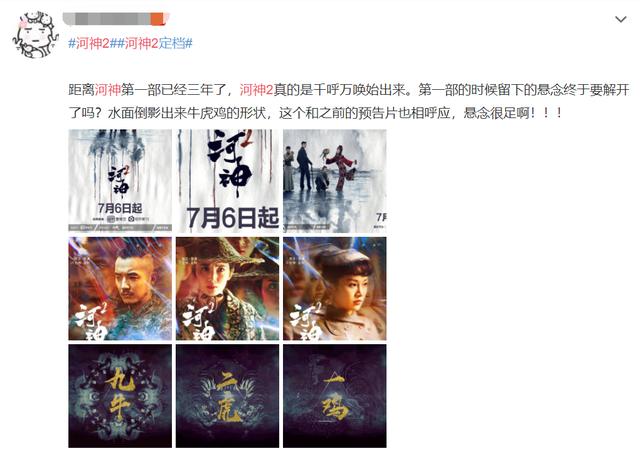 #河神2##河神2定档#
距离河神第一部已经三年了，河神2真的是千呼万唤始出来。第一部的时候留下的悬念终于要解开
了吗？水面倒影出来牛虎鸡的形状，这个和之前的预告片也相呼应，悬念很足啊！！！
河神2
7月6日起
河神2
7月6日起
河神2
河神2
河神2
九牛
二虎
一鸡